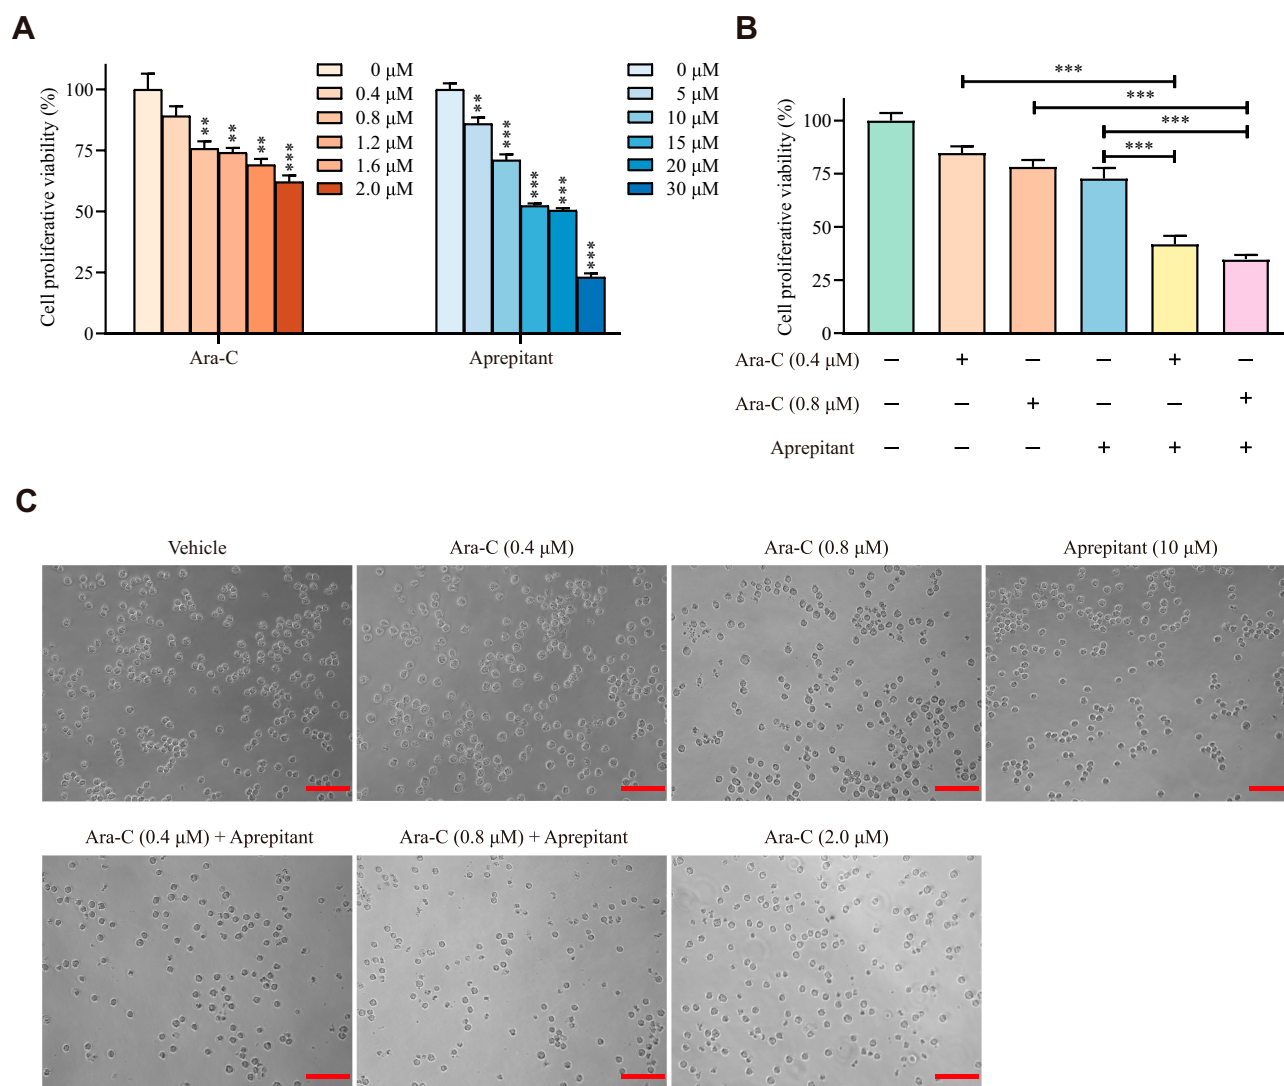 A
Cell proliferative viability (%)
100
75
50
25
0
** ** ** ***
Ara-C
0 μM
0.4 μM
0.8 μM
1.2 μM
1.6 μM
2.0 μM
** *** *** *** ***
Aprepitant
0 μM
5 μM
10 μM
15 μM
20 μM
30 μM
B
Cell proliferative viability (%)
100
75
50
25
0
***
***
***
***
Ara-C (0.4 μM) − + − − + −
Ara-C (0.8 μM) − − + − − +
Aprepitant − − − + + +
C
Vehicle
Ara-C (0.4 μM)
Ara-C (0.8 μM)
Aprepitant (10 μM)
Ara-C (0.4 μM) + Aprepitant
Ara-C (0.8 μM) + Aprepitant
Ara-C (2.0 μM)